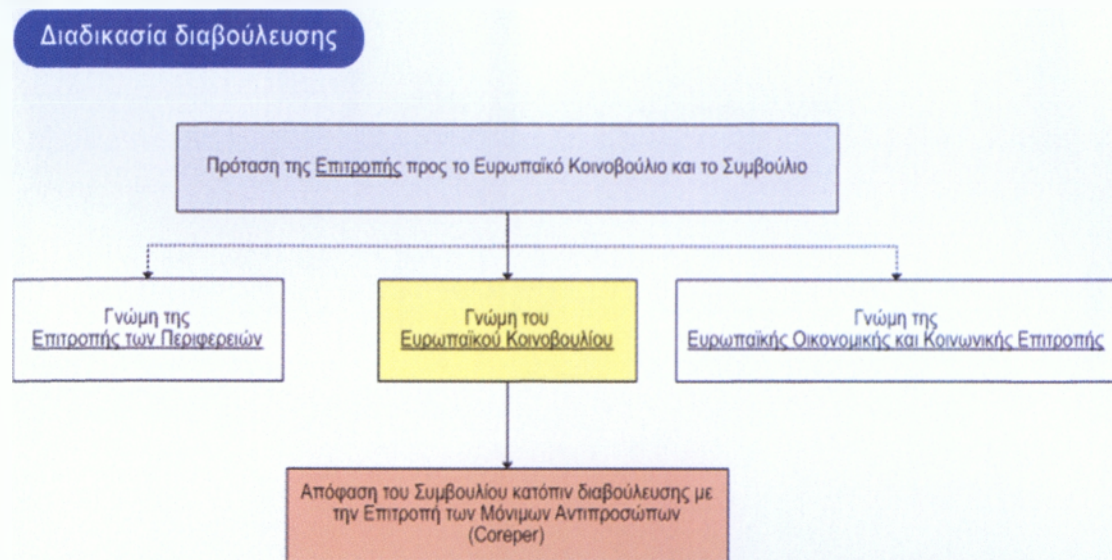 Διαδικασία διαβούλευσης
Πρόταση της Επιτροπής προς το Ευρωπαϊκό Κοινοβούλιο και το Συμβούλιο
Γνώμη της
Επιτροπής των Περιφερειών
Γνώμη του
Ευρωπαϊκού Κοινοβουλίου
Γνώμη της
Ευρωπαϊκής Οικονομικής και Κοινωνικής Επιτροπής
Απόφαση του Συμβουλίου κατόπιν διαβούλευσης με
την Επιτροπή των Μόνιμων Αντιπροσώπων
(Coreper)